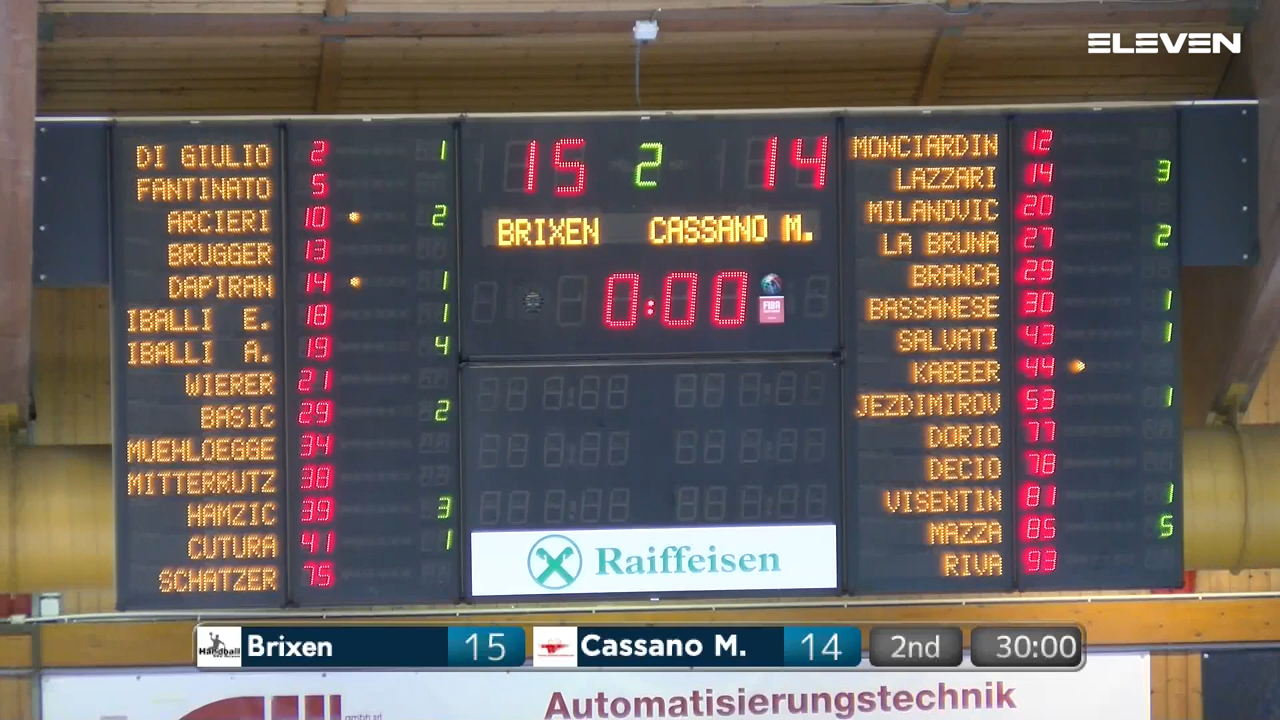 ELEVEN
DI GIULIO 2 1
FANTINATO 5
ARCIERI 10 2
BRUGGER 13
DAPIRAN 14 1
IBALLI E. 18 1
IBALLI A. 19 4
WIERER 21
BASIC 29 2
MUEHLOEGGE 34
MITTERRUTZ 38
HAMZIC 39 3
CUTURA 41 1
SCHATZER 75
15 2 14
BRIXEN CASSANO M.
0:00
FIBA
Raiffeisen
MONCIARDIN 12
LAZZARI 14 3
MILANOVIC 20
LA BRUNA 27 2
BRANCA 29
BASSANESE 30 1
SALVATI 43 1
KABEER 44
JEZDIMIROV 53 1
DORIO 77
DECIO 78
VISENTIN 81 1
MAZZA 85 5
RIVA 93
Handball Brixen 15 Cassano M. 14 2nd 30:00
gmbh srl
Automatisierungstechnik